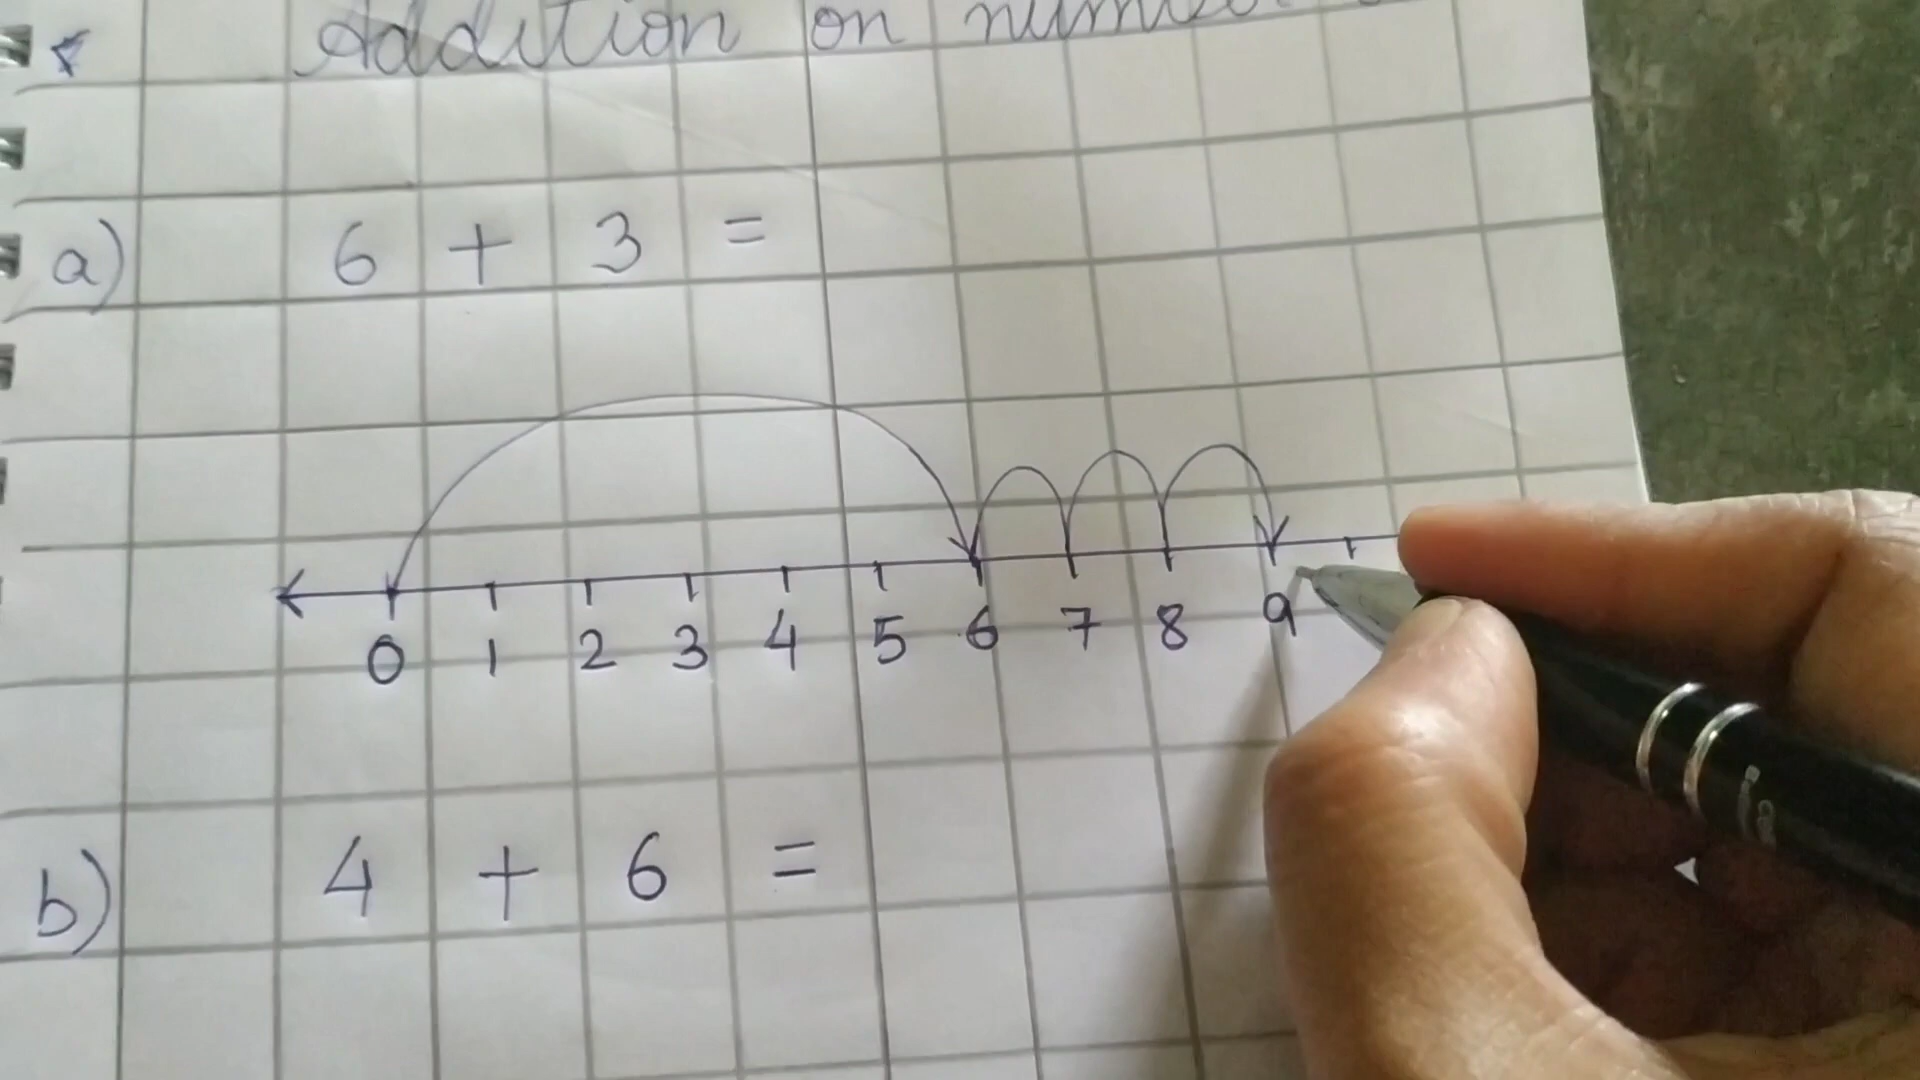 Addition on
a) 6 + 3 =
0 1 2 3 4 5 6 7 8 9
b) 4 + 6 =